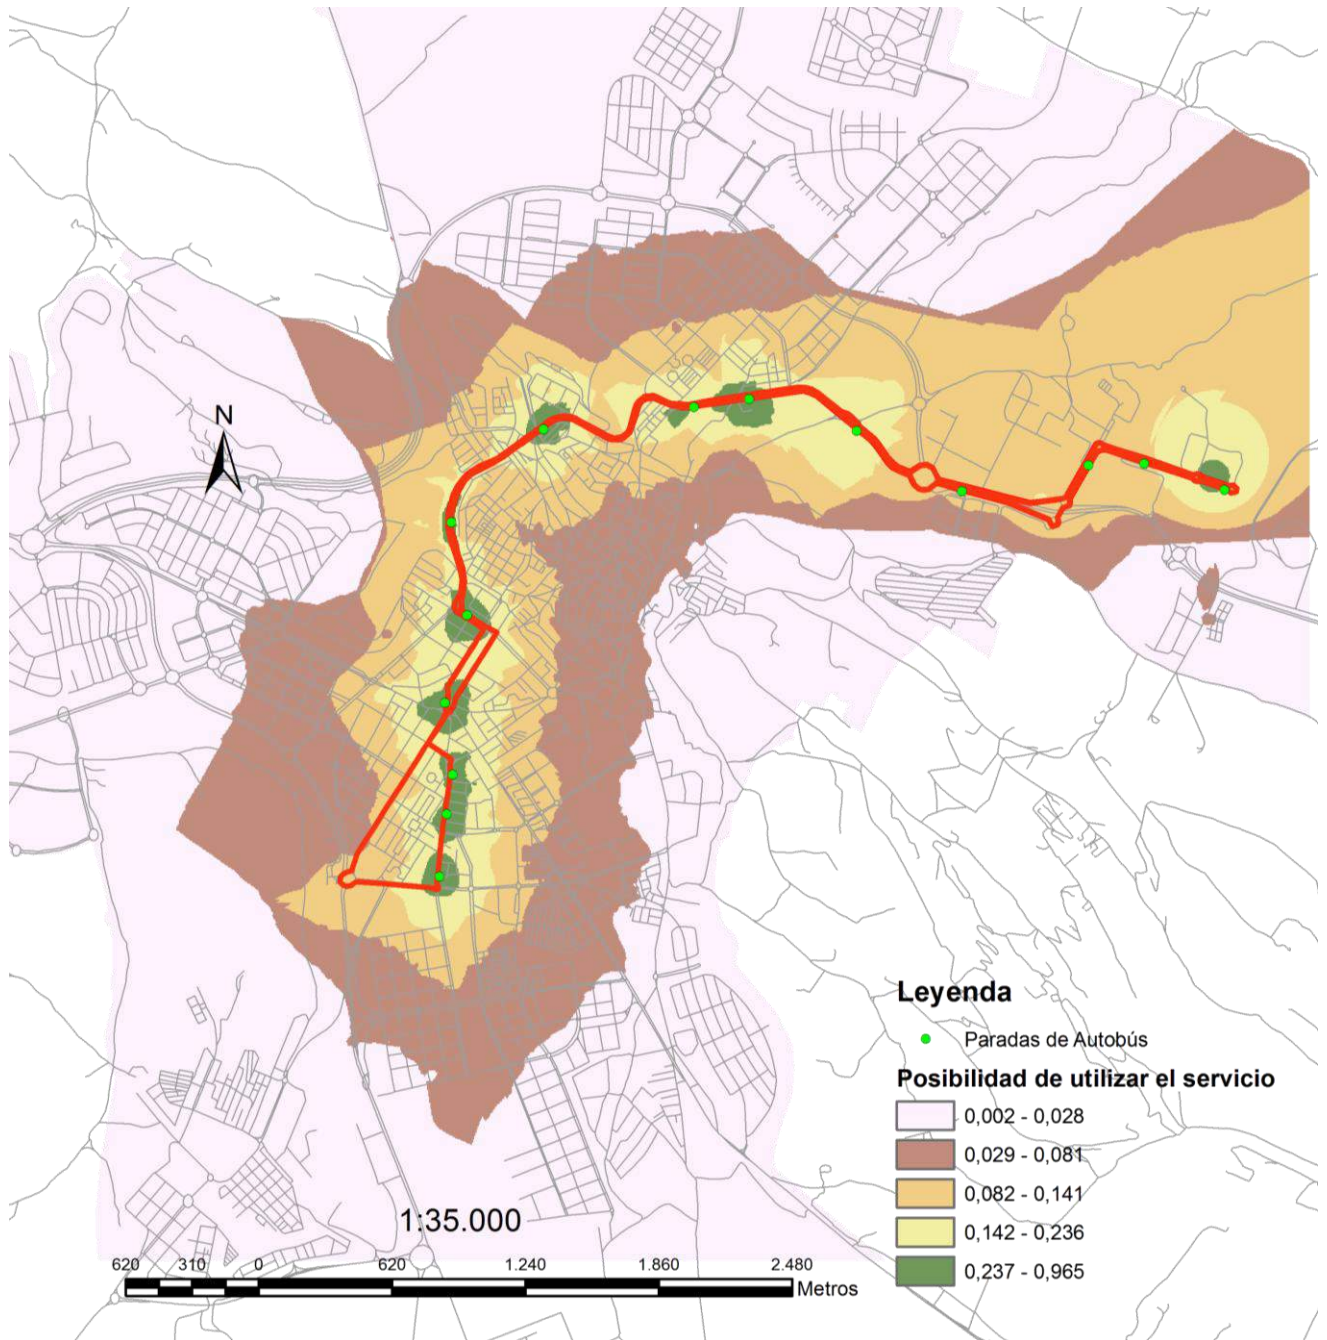 N
Leyenda
Paradas de Autobús
Posibilidad de utilizar el servicio
0,002 - 0,028
0,029 - 0,081
0,082 - 0,141
0,142 - 0,236
0,237 - 0,965
1:35.000
620 310 0 620 1.240 1.860 2.480
Metros